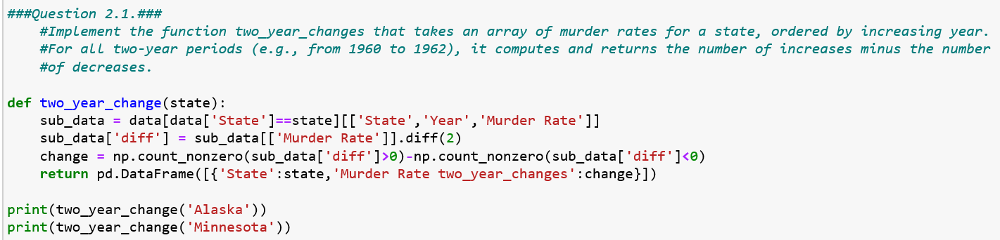 ###Question 2.1.###
    #Implement the function two_year_changes that takes an array of murder rates for a state, ordered by increasing year.
    #For all two-year periods (e.g., from 1960 to 1962), it computes and returns the number of increases minus the number
    #of decreases.

def two_year_change(state):
    sub_data = data[data['State']==state][['State','Year','Murder Rate']]
    sub_data['diff'] = sub_data[['Murder Rate']].diff(2)
    change = np.count_nonzero(sub_data['diff']>0)-np.count_nonzero(sub_data['diff']<0)
    return pd.DataFrame([{'State':state,'Murder Rate two_year_changes':change}])

print(two_year_change('Alaska'))
print(two_year_change('Minnesota'))